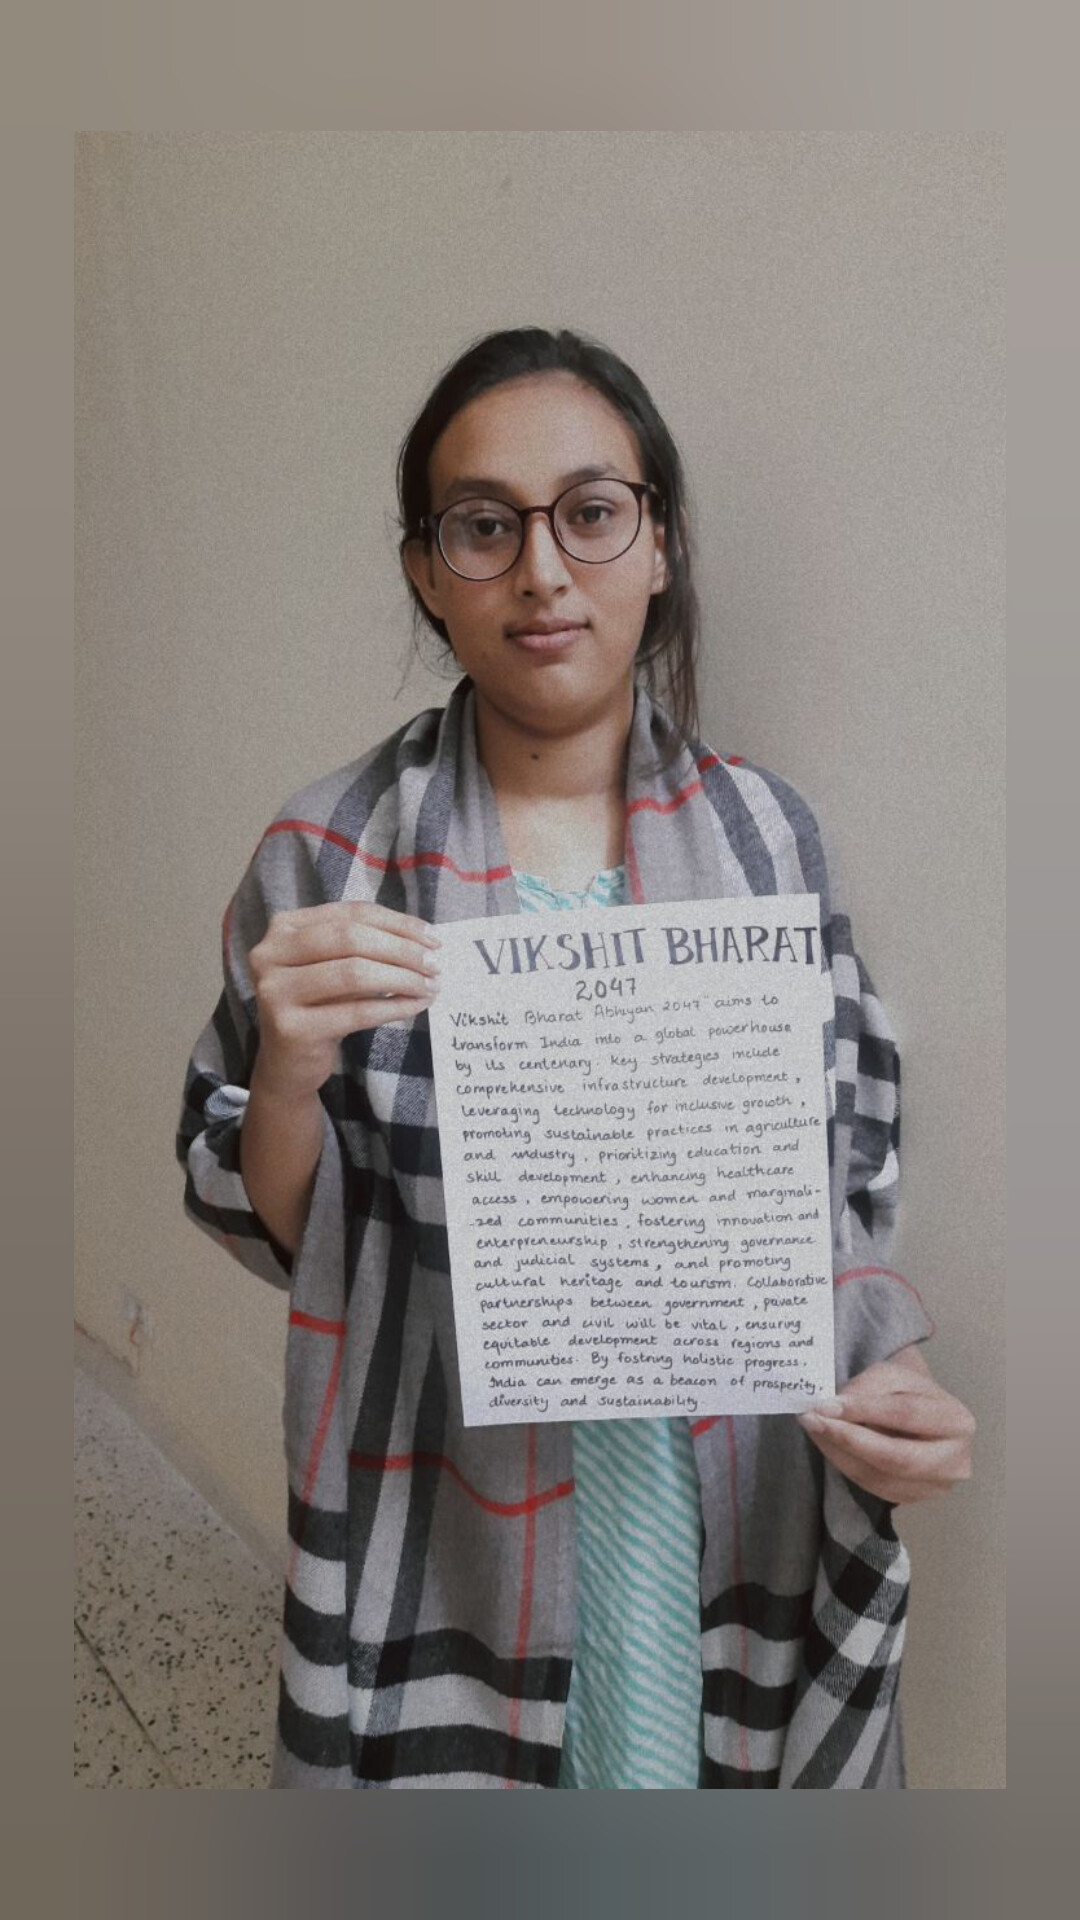 VIKSHIT BHARAT
2047
Vikshit Bharat Abhiyan 2047" aims to
transform India into a global powerhouse
by its centenary. Key strategies include
comprehensive infrastructure development,
leveraging technology for inclusive growth,
promoting sustainable practices in agriculture
and industry, prioritizing education and
skill development, enhancing healthcare
access, empowering women and marginali-
-zed communities, fostering innovation and
enterpreneurship, strengthening governance
and judicial systems, and promoting
cultural heritage and tourism. Collaborative
partnerships between government, private
sector and civil will be vital, ensuring
equitable development across regions and
communities. By fostring holistic progress,
India can emerge as a beacon of prosperity,
diversity and sustainability.